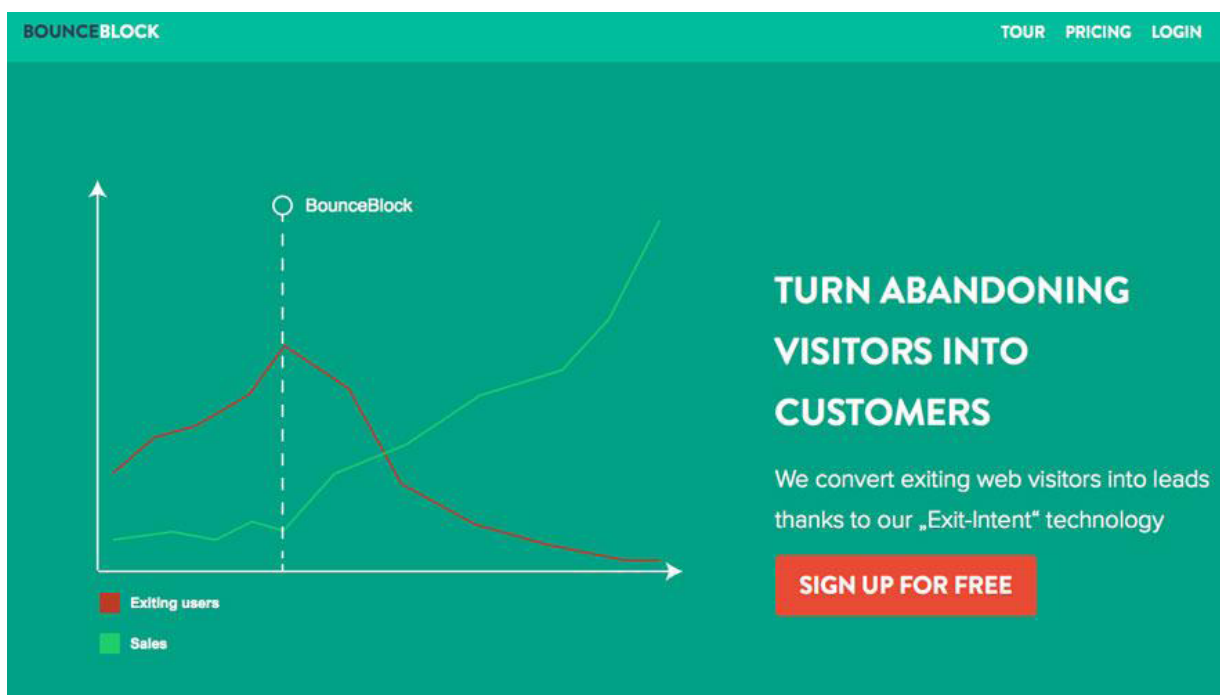 BOUNCEBLOCK
TOUR PRICING LOGIN
BounceBlock
Exiting users
Sales
TURN ABANDONING
VISITORS INTO
CUSTOMERS
We convert exiting web visitors into leads
thanks to our „Exit-Intent“ technology
SIGN UP FOR FREE